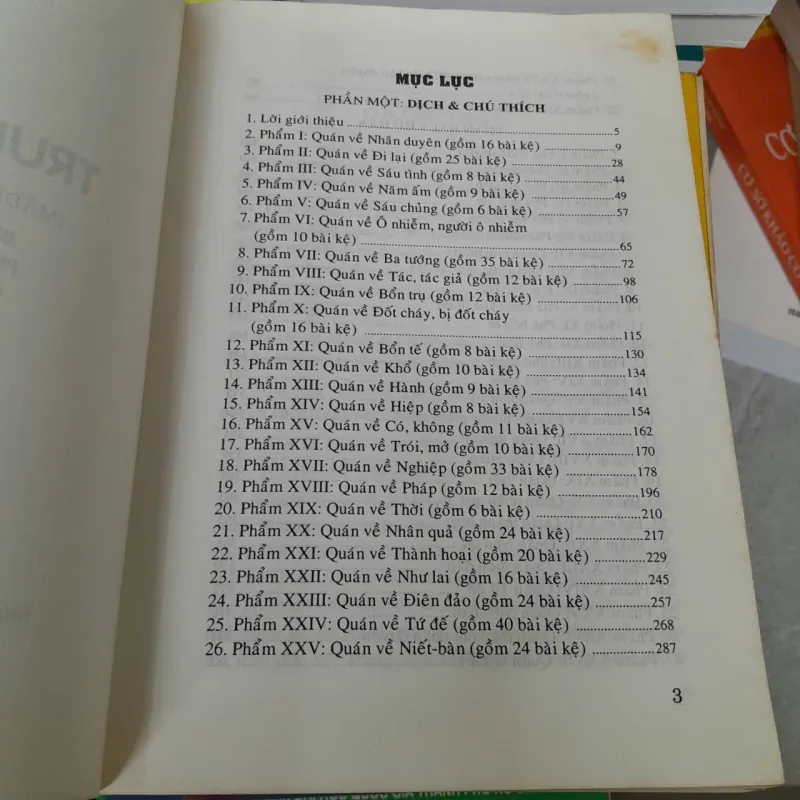 MỤC LỤC
PHẦN MỘT: DỊCH & CHÚ THÍCH
1. Lời giới thiệu ........ 5
2. Phẩm I: Quán về Nhân duyên (gồm 16 bài kệ) ........ 9
3. Phẩm II: Quán về Đi lại (gồm 25 bài kệ) ........ 28
4. Phẩm III: Quán về Sáu tình (gồm 8 bài kệ) ........ 44
5. Phẩm IV: Quán về Năm ấm (gồm 9 bài kệ) ........ 49
6. Phẩm V: Quán về Sáu chủng (gồm 6 bài kệ) ........ 57
7. Phẩm VI: Quán về Ô nhiễm, người ô nhiễm
(gồm 10 bài kệ) ........ 65
8. Phẩm VII: Quán về Ba tướng (gồm 35 bài kệ) ........ 72
9. Phẩm VIII: Quán về Tác, tác giả (gồm 12 bài kệ) ........ 98
10. Phẩm IX: Quán về Bổn trụ (gồm 12 bài kệ) ........ 106
11. Phẩm X: Quán về Đốt cháy, bị đốt cháy
(gồm 16 bài kệ) ........ 115
12. Phẩm XI: Quán về Bổn tế (gồm 8 bài kệ) ........ 130
13. Phẩm XII: Quán về Khổ (gồm 10 bài kệ) ........ 134
14. Phẩm XIII: Quán về Hành (gồm 9 bài kệ) ........ 141
15. Phẩm XIV: Quán về Hiệp (gồm 8 bài kệ) ........ 154
16. Phẩm XV: Quán về Có, không (gồm 11 bài kệ) ........ 162
17. Phẩm XVI: Quán về Trói, mở (gồm 10 bài kệ) ........ 170
18. Phẩm XVII: Quán về Nghiệp (gồm 33 bài kệ) ........ 178
19. Phẩm XVIII: Quán về Pháp (gồm 12 bài kệ) ........ 196
20. Phẩm XIX: Quán về Thời (gồm 6 bài kệ) ........ 210
21. Phẩm XX: Quán về Nhân quả (gồm 24 bài kệ) ........ 217
22. Phẩm XXI: Quán về Thành hoại (gồm 20 bài kệ) ........ 229
23. Phẩm XXII: Quán về Như lai (gồm 16 bài kệ) ........ 245
24. Phẩm XXIII: Quán về Điên đảo (gồm 24 bài kệ) ........ 257
25. Phẩm XXIV: Quán về Tứ đế (gồm 40 bài kệ) ........ 268
26. Phẩm XXV: Quán về Niết-bàn (gồm 24 bài kệ) ........ 287
3
CƠ SỞ KHẢO CỔ